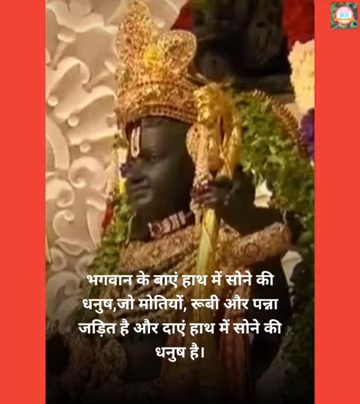 भगवान के बाएं हाथ में सोने की
धनुष,जो मोतियों, रूबी और पन्ना
जड़ित है और दाएं हाथ में सोने की
धनुष है।